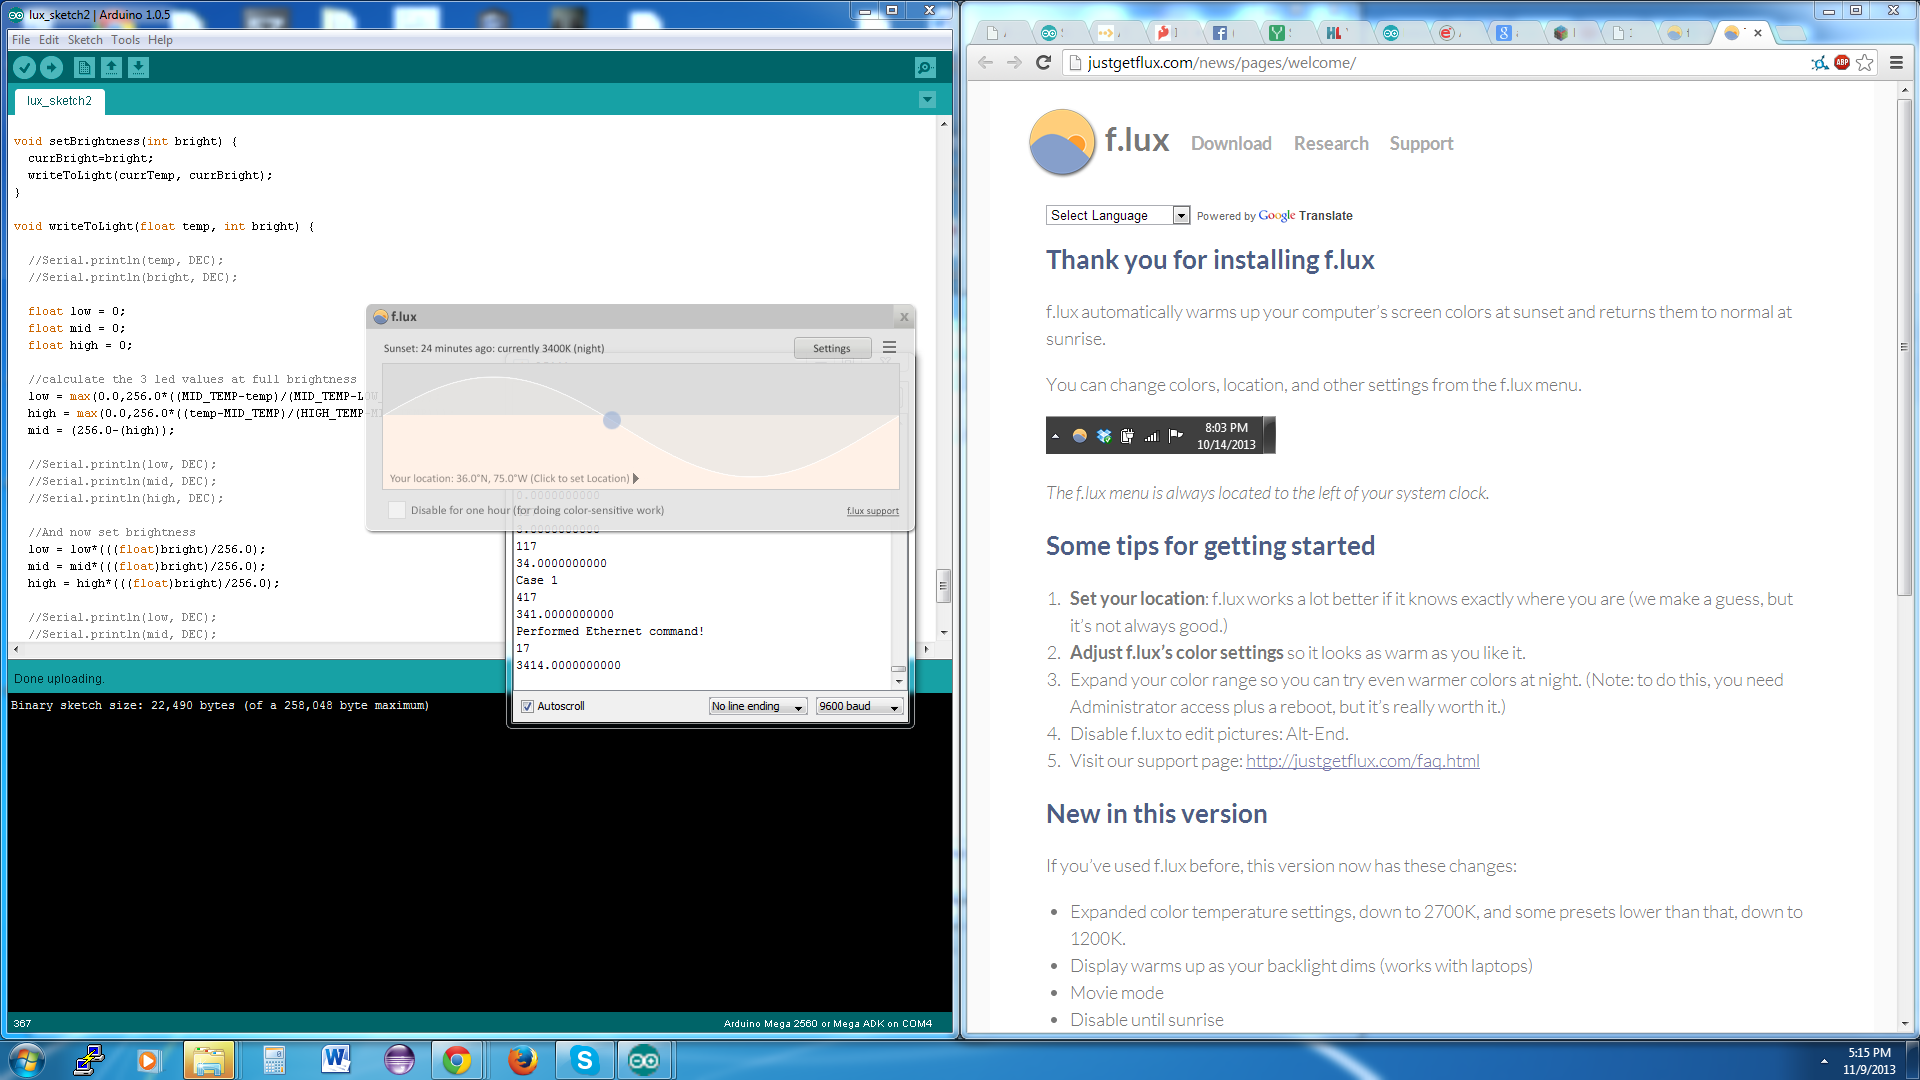 lux_sketch2 | Arduino 1.0.5
File Edit Sketch Tools Help
lux_sketch2
void setBrightness(int bright) {
  currBright=bright;
  writeToLight(currTemp, currBright);
}
void writeToLight(float temp, int bright) {
  //Serial.println(temp, DEC);
  //Serial.println(bright, DEC);
  float low = 0;
  float mid = 0;
  float high = 0;
  //calculate the 3 led values at full brightness
  low = max(0.0,256.0*((MID_TEMP-temp)/(MID_TEMP-LOW_
  high = max(0.0,256.0*((temp-MID_TEMP)/(HIGH_TEMP-MI
  mid = (256.0-(high));
  //Serial.println(low, DEC);
  //Serial.println(mid, DEC);
  //Serial.println(high, DEC);
  //And now set brightness
  low = low*(((float)bright)/256.0);
  mid = mid*(((float)bright)/256.0);
  high = high*(((float)bright)/256.0);
  //Serial.println(low, DEC);
  //Serial.println(mid, DEC);
Done uploading.
Binary sketch size: 22,490 bytes (of a 258,048 byte maximum)
367
Arduino Mega 2560 or Mega ADK on COM4
f.lux
x
Sunset: 24 minutes ago: currently 3400K (night)
Settings
Your location: 36.0°N, 75.0°W (Click to set Location)
Disable for one hour (for doing color-sensitive work)
f.lux support
0.0000000000
3.0000000000
117
34.0000000000
Case 1
417
341.0000000000
Performed Ethernet command!
17
3414.0000000000
Autoscroll
No line ending
9600 baud
justgetflux.com/news/pages/welcome/
ABP
f.lux
Download Research Support
Select Language
Powered by Google Translate
Thank you for installing f.lux
f.lux automatically warms up your computer's screen colors at sunset and returns them to normal at
sunrise.
You can change colors, location, and other settings from the f.lux menu.
8:03 PM
10/14/2013
The f.lux menu is always located to the left of your system clock.
Some tips for getting started
1. Set your location: f.lux works a lot better if it knows exactly where you are (we make a guess, but
it's not always good.)
2. Adjust f.lux's color settings so it looks as warm as you like it.
3. Expand your color range so you can try even warmer colors at night. (Note: to do this, you need
Administrator access plus a reboot, but it's really worth it.)
4. Disable f.lux to edit pictures: Alt-End.
5. Visit our support page: http://justgetflux.com/faq.html
New in this version
If you've used f.lux before, this version now has these changes:
• Expanded color temperature settings, down to 2700K, and some presets lower than that, down to
1200K.
• Display warms up as your backlight dims (works with laptops)
• Movie mode
• Disable until sunrise
5:15 PM
11/9/2013